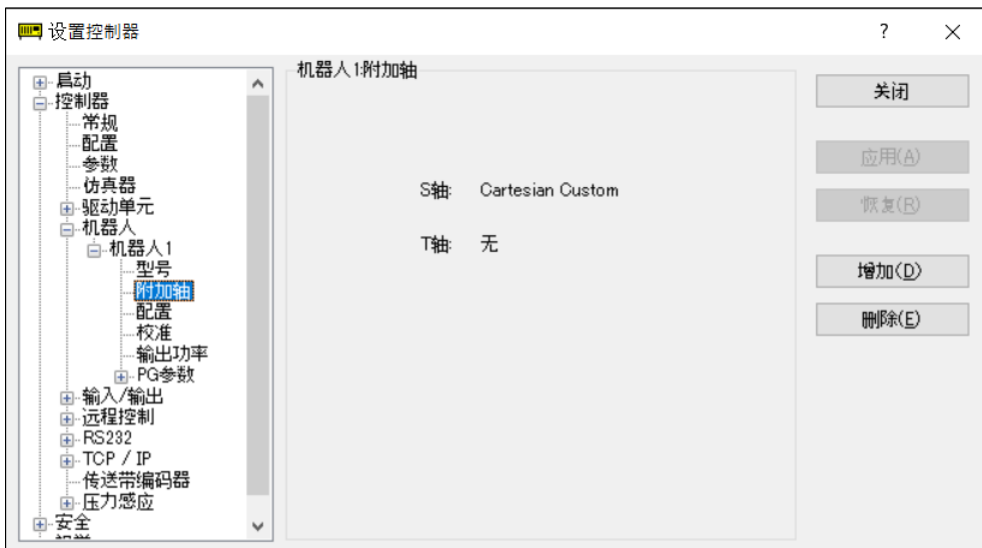 设置控制器
?
启动
控制器
常规
配置
参数
仿真器
驱动单元
机器人
机器人1
型号
附加轴
配置
校准
输出功率
PG参数
输入/输出
远程控制
RS232
TCP / IP
传送带编码器
压力感应
安全
机器人1:附加轴
S轴: Cartesian Custom
T轴: 无
关闭
应用(A)
恢复(R)
增加(D)
删除(E)